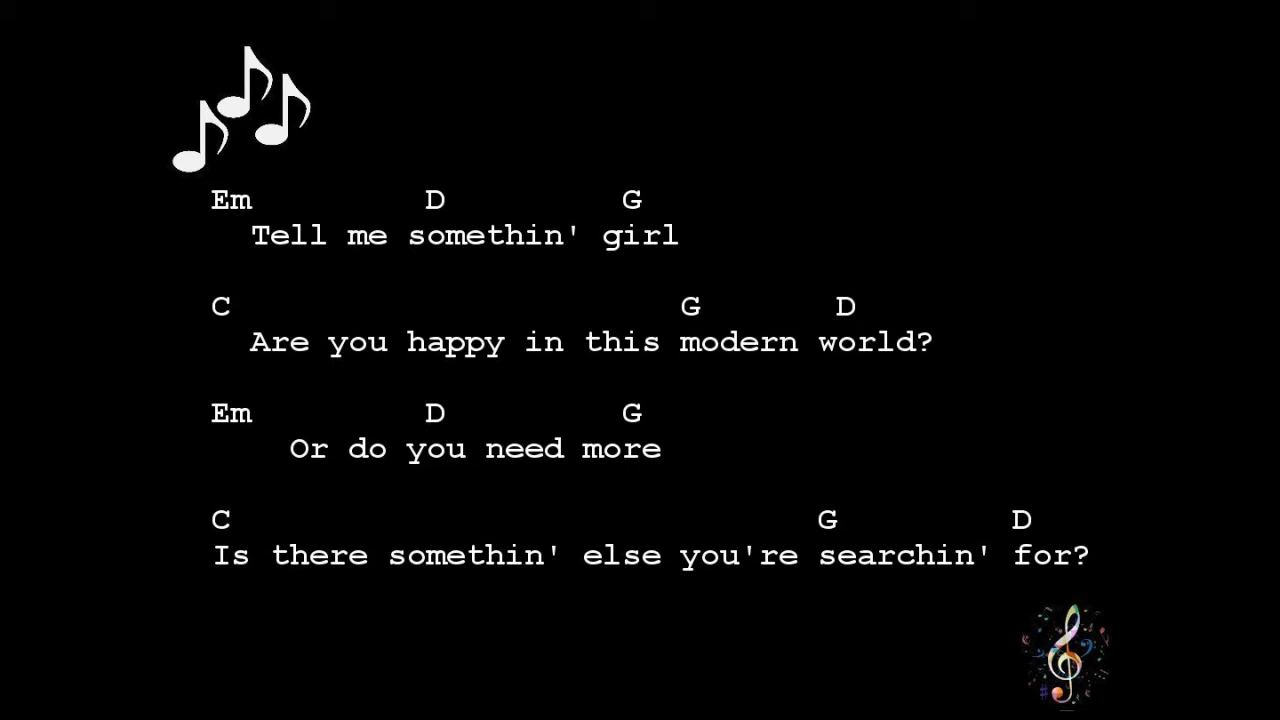 Em D G
Tell me somethin' girl
C G D
Are you happy in this modern world?
Em D G
Or do you need more
C G D
Is there somethin' else you're searchin' for?